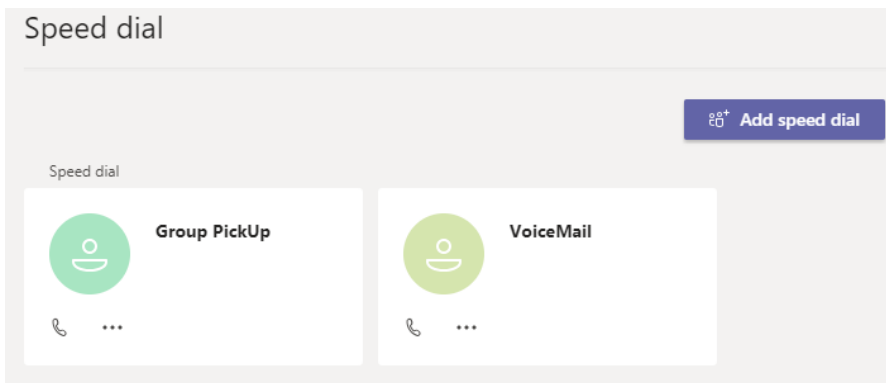 Speed dial
Add speed dial
Speed dial
Group PickUp
VoiceMail